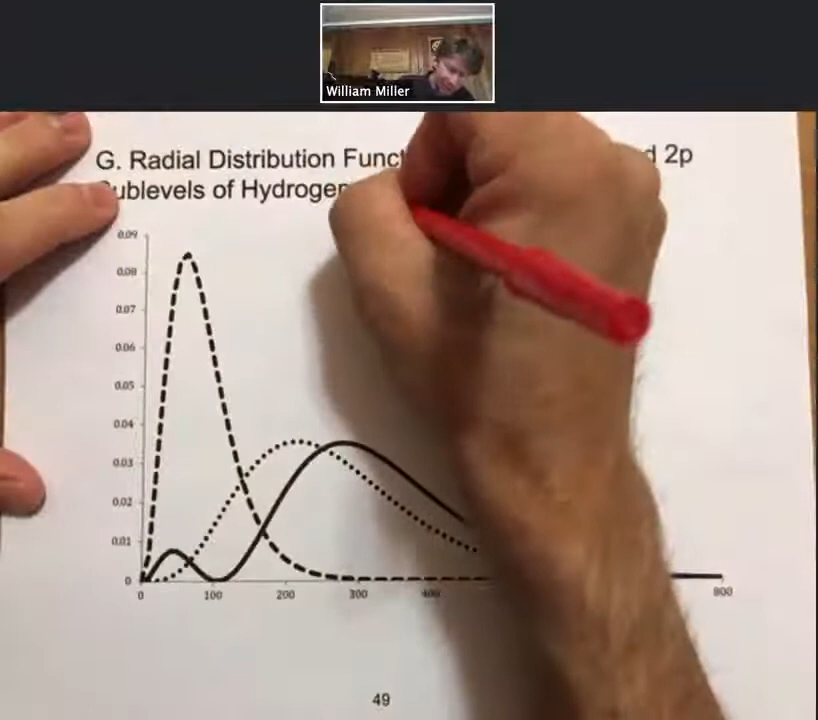 William Miller
G. Radial Distribution Func d 2p
ublevels of Hydrogen
0.09
0.08
0.07
0.06
0.05
0.04
0.03
0.02
0.01
0
0 100 200 300 400 800
49